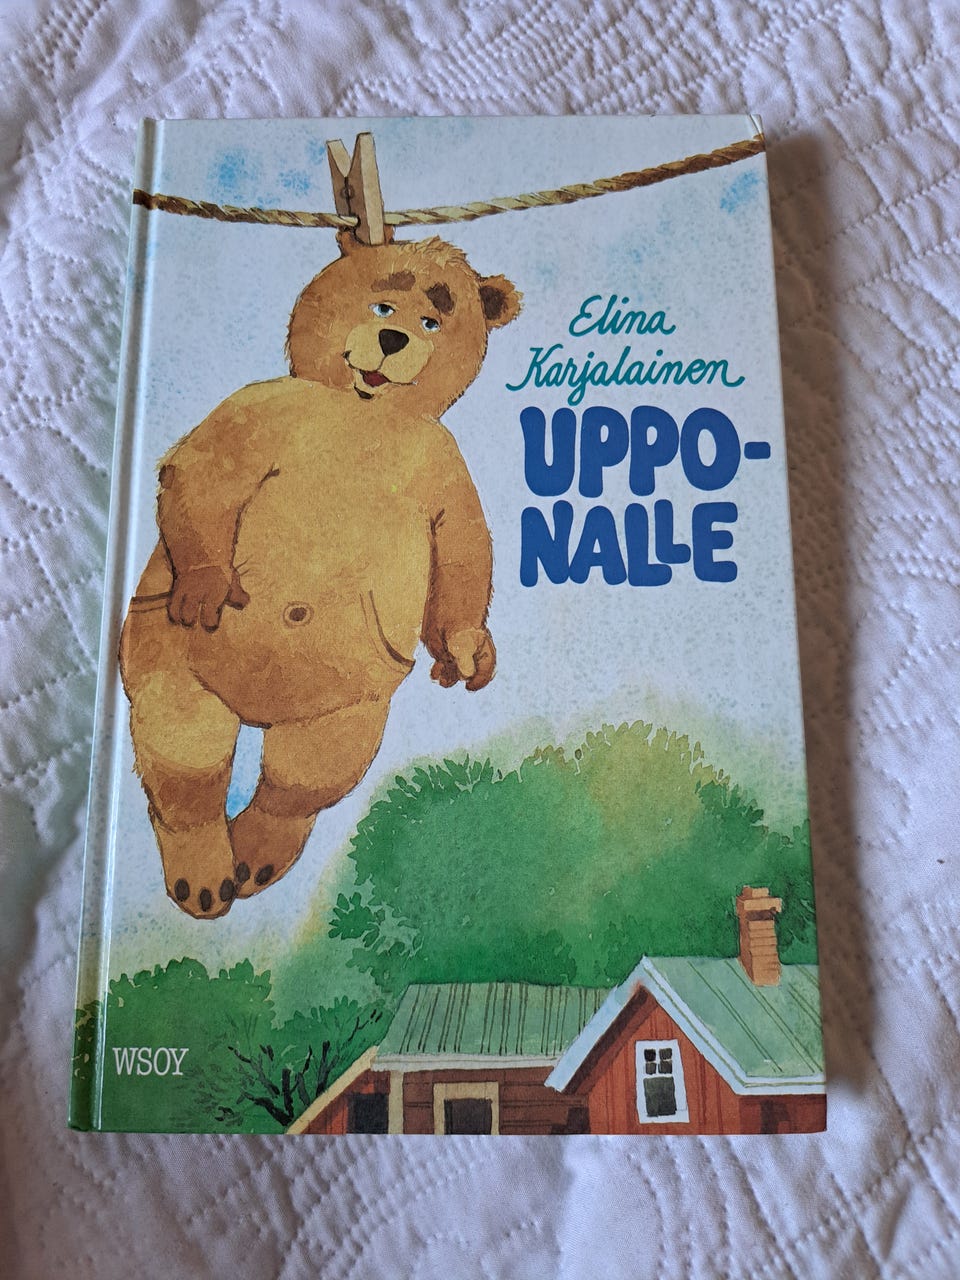 Elina
Karjalainen
UPPO-
NALLE
WSOY